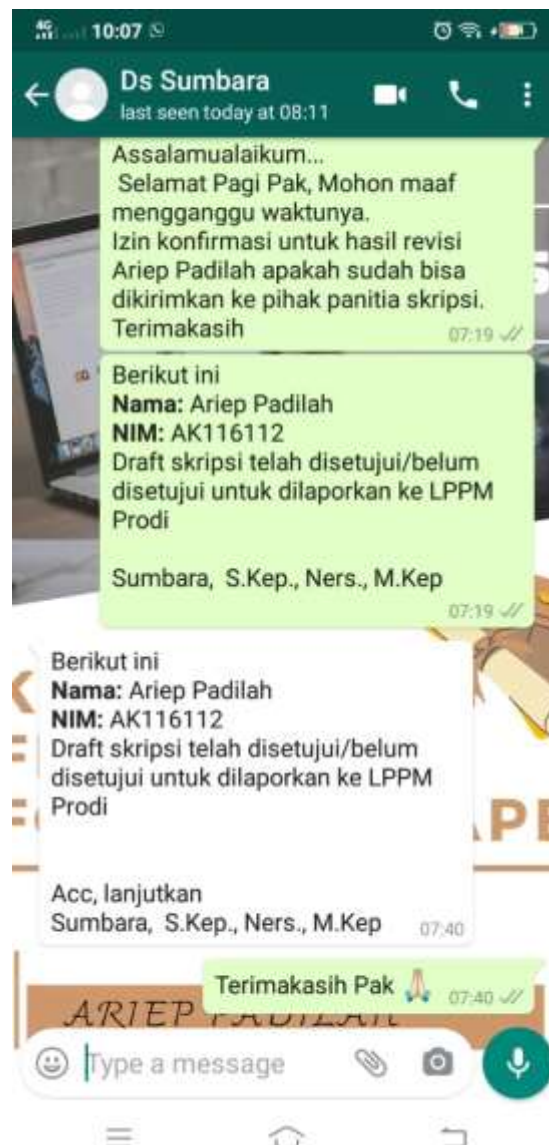 4G 10:07
Ds Sumbara
last seen today at 08:11
Assalamualaikum...
Selamat Pagi Pak, Mohon maaf
mengganggu waktunya.
Izin konfirmasi untuk hasil revisi
Ariep Padilah apakah sudah bisa
dikirimkan ke pihak panitia skripsi.
Terimakasih
07:19
Berikut ini
Nama: Ariep Padilah
NIM: AK116112
Draft skripsi telah disetujui/belum
disetujui untuk dilaporkan ke LPPM
Prodi
Sumbara, S.Kep., Ners., M.Kep
07:19
Berikut ini
Nama: Ariep Padilah
NIM: AK116112
Draft skripsi telah disetujui/belum
disetujui untuk dilaporkan ke LPPM
Prodi
Acc, lanjutkan
Sumbara, S.Kep., Ners., M.Kep
07:40
Terimakasih Pak 🙏🏻
07:40
ARIEP PADILAH
Type a message